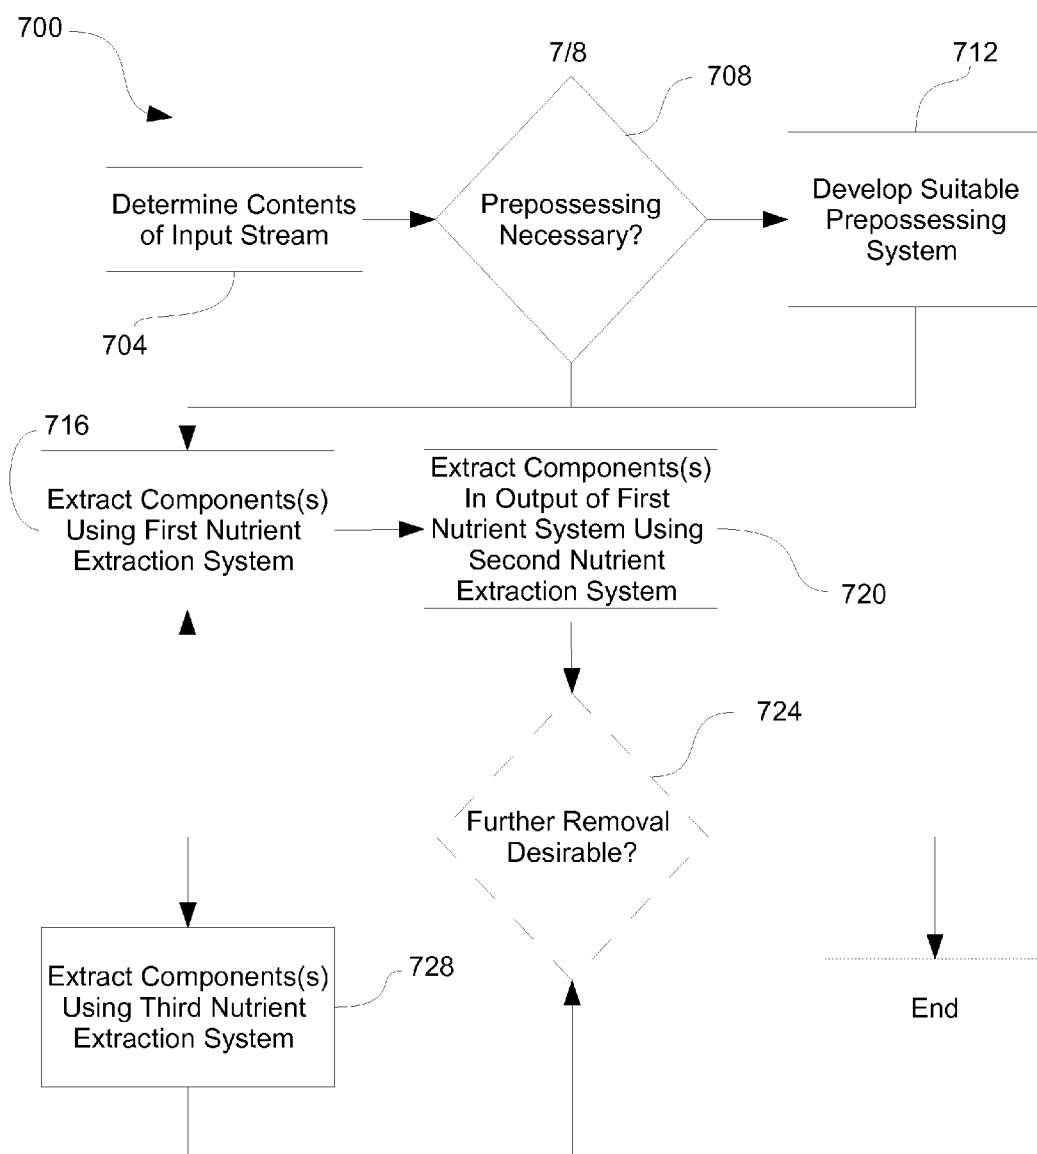 700
7/8
708
712
Determine Contents
of Input Stream
Prepossessing
Necessary?
Develop Suitable
Prepossessing
System
704
716
Extract Components(s)
Using First Nutrient
Extraction System
Extract Components(s)
In Output of First
Nutrient System Using
Second Nutrient
Extraction System
720
724
Further Removal
Desirable?
Extract Components(s)
Using Third Nutrient
Extraction System
728
End